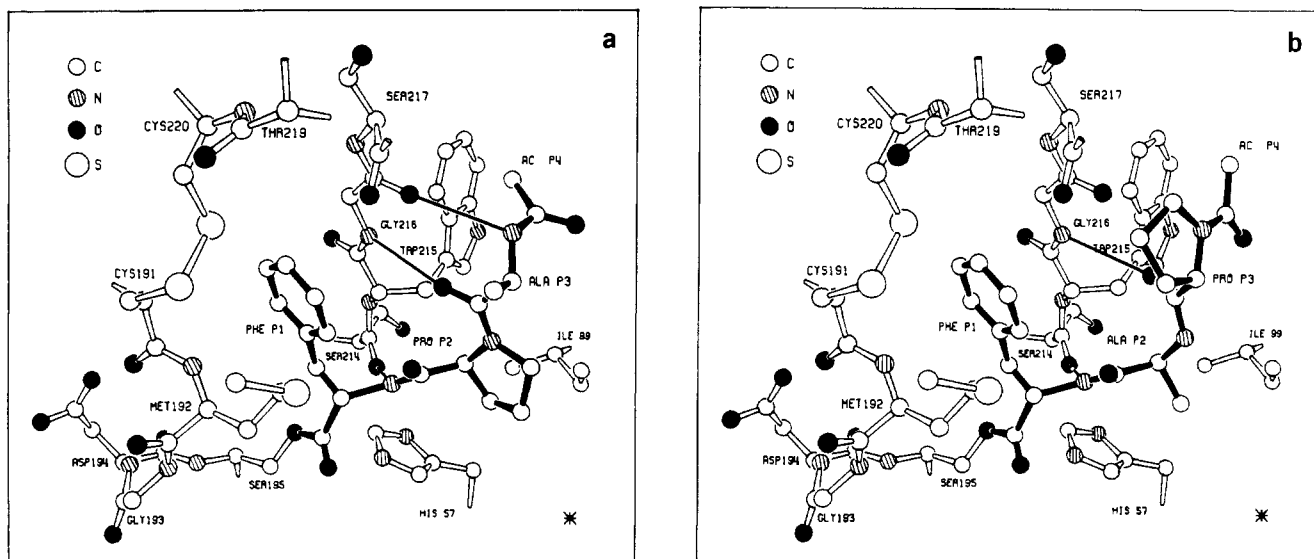 a
C
N
O
S
SER217
CYS220
THR219
AC P4
GLY216
TRP215
CYS191
ALA P3
PHE P1
PRO P2
SER214
ILE 99
MET192
ASP194
SER195
HIS 57
GLY193
*
b
C
N
O
S
SER217
CYS220
THR219
AC P4
GLY216
TRP215
CYS191
PRO P3
PHE P1
ILE 99
SER214
ALA P2
MET192
ASP194
SER195
HIS 57
GLY193
*